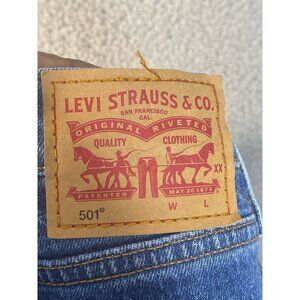 LEVI STRAUSS & CO.
SAN FRANCISCO
CAL.
ORIGINAL RIVETED
QUALITY CLOTHING
XX
PATENTED MAY 20 1873
501® W L